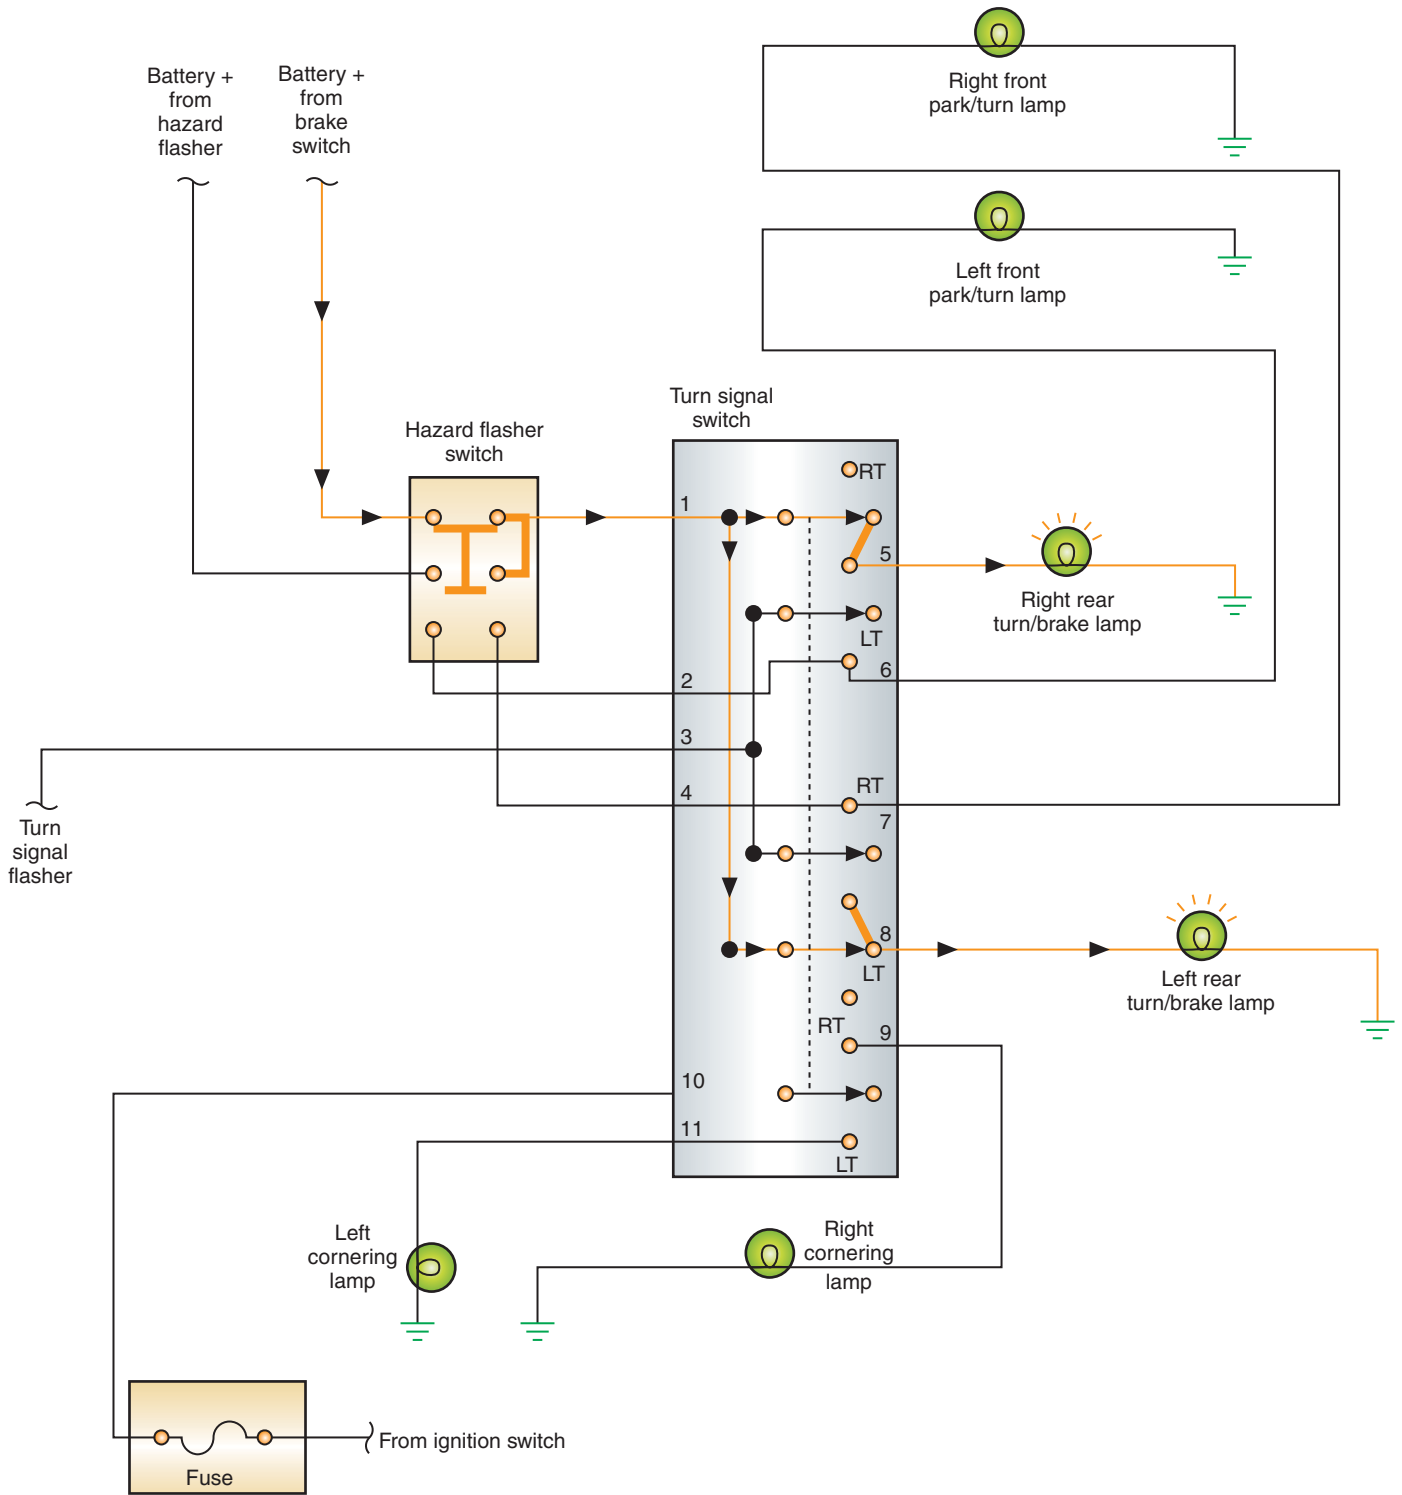 Right front
park/turn lamp
Battery +
from
hazard
flasher
Battery +
from
brake
switch
Left front
park/turn lamp
Turn signal
switch
Hazard flasher
switch
RT
1
5
Right rear
turn/brake lamp
LT
6
2
3
RT
4
7
Turn
signal
flasher
8
LT
Left rear
turn/brake lamp
RT
9
10
11
LT
Left
cornering
lamp
Right
cornering
lamp
From ignition switch
Fuse